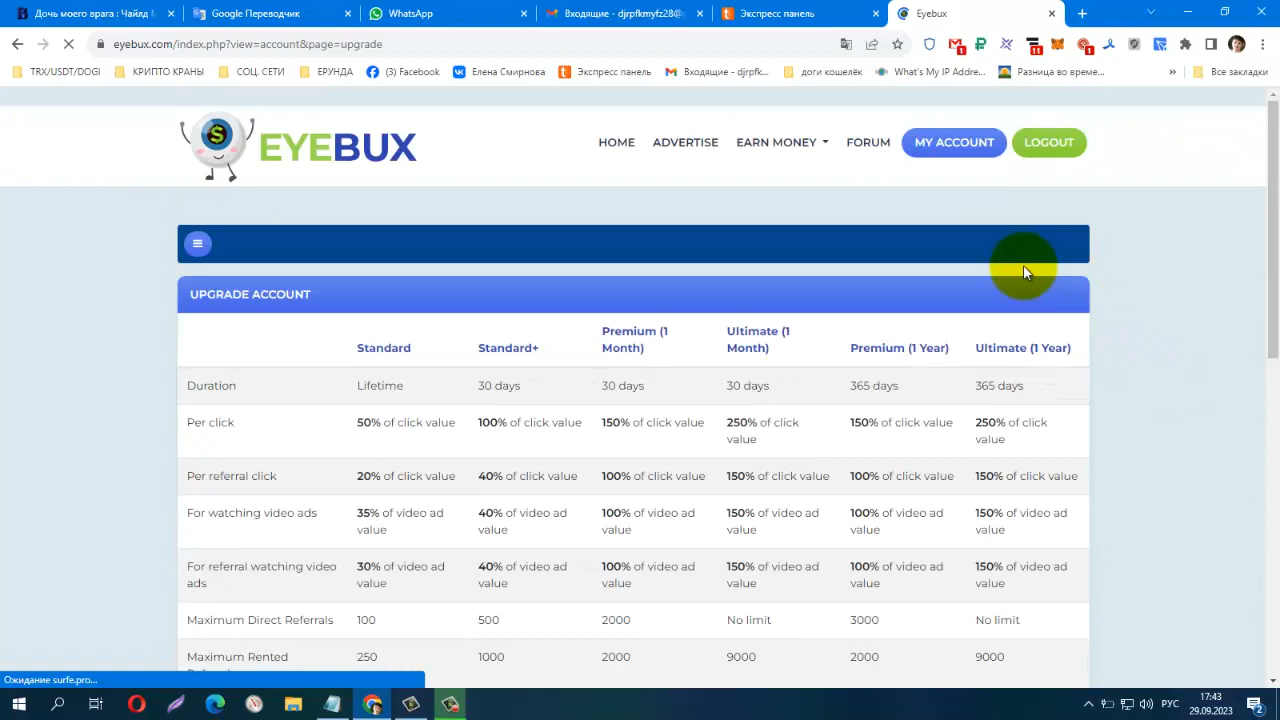 Дочь моего врага : Чайлд М
Google Переводчик
WhatsApp
Входящие - djrpfkmyfz28@g
Экспресс панель
Eyebux
eyebux.com/index.php?view=account&page=upgrade
1
11
1
TRX/USDT/DOGI
КРИПТО КРАНЫ
СОЦ. СЕТИ
ЕРУНДА
(3) Facebook
Елена Смирнова
Экспресс панель
Входящие - djrpfk...
доги кошелёк
What's My IP Addre...
Разница во време...
»
Все закладки
EYEBUX
HOME
ADVERTISE
EARN MONEY
FORUM
MY ACCOUNT
LOGOUT
UPGRADE ACCOUNT
Standard
Standard+
Premium (1
Month)
Ultimate (1
Month)
Premium (1 Year)
Ultimate (1 Year)
Duration
Lifetime
30 days
30 days
30 days
365 days
365 days
Per click
50% of click value
100% of click value
150% of click value
250% of click
value
150% of click value
250% of click
value
Per referral click
20% of click value
40% of click value
100% of click value
150% of click value
100% of click value
150% of click value
For watching video ads
35% of video ad
value
40% of video ad
value
100% of video ad
value
150% of video ad
value
100% of video ad
value
150% of video ad
value
For referral watching video
ads
30% of video ad
value
40% of video ad
value
100% of video ad
value
150% of video ad
value
100% of video ad
value
150% of video ad
value
Maximum Direct Referrals
100
500
2000
No limit
3000
No limit
Maximum Rented
250
1000
2000
9000
2000
9000
Ожидание surfe.pro...
РУС
17:43
29.09.2023
2